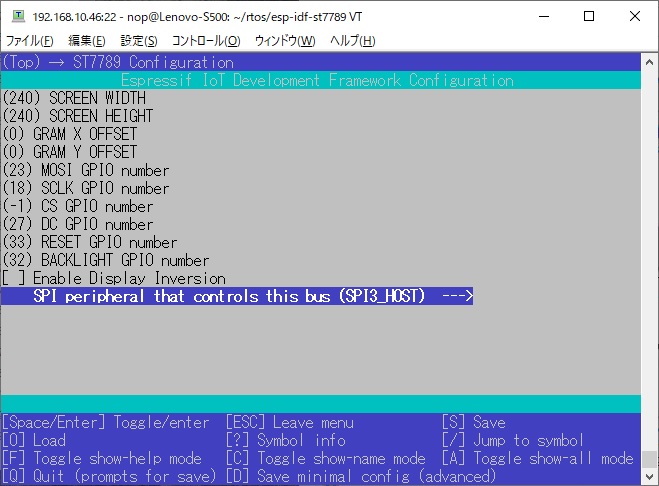 192.168.10.46:22 - nop@Lenovo-S500: ~/rtos/esp-idf-st7789 VT
ファイル(F) 編集(E) 設定(S) コントロール(O) ウィンドウ(W) ヘルプ(H)
(Top) → ST7789 Configuration
Espressif IoT Development Framework Configuration
(240) SCREEN WIDTH
(240) SCREEN HEIGHT
(0) GRAM X OFFSET
(0) GRAM Y OFFSET
(23) MOSI GPIO number
(18) SCLK GPIO number
(-1) CS GPIO number
(27) DC GPIO number
(33) RESET GPIO number
(32) BACKLIGHT GPIO number
[ ] Enable Display Inversion
SPI peripheral that controls this bus (SPI3_HOST) --->
[Space/Enter] Toggle/enter [ESC] Leave menu [S] Save
[O] Load [?] Symbol info [/] Jump to symbol
[F] Toggle show-help mode [C] Toggle show-name mode [A] Toggle show-all mode
[Q] Quit (prompts for save) [D] Save minimal config (advanced)